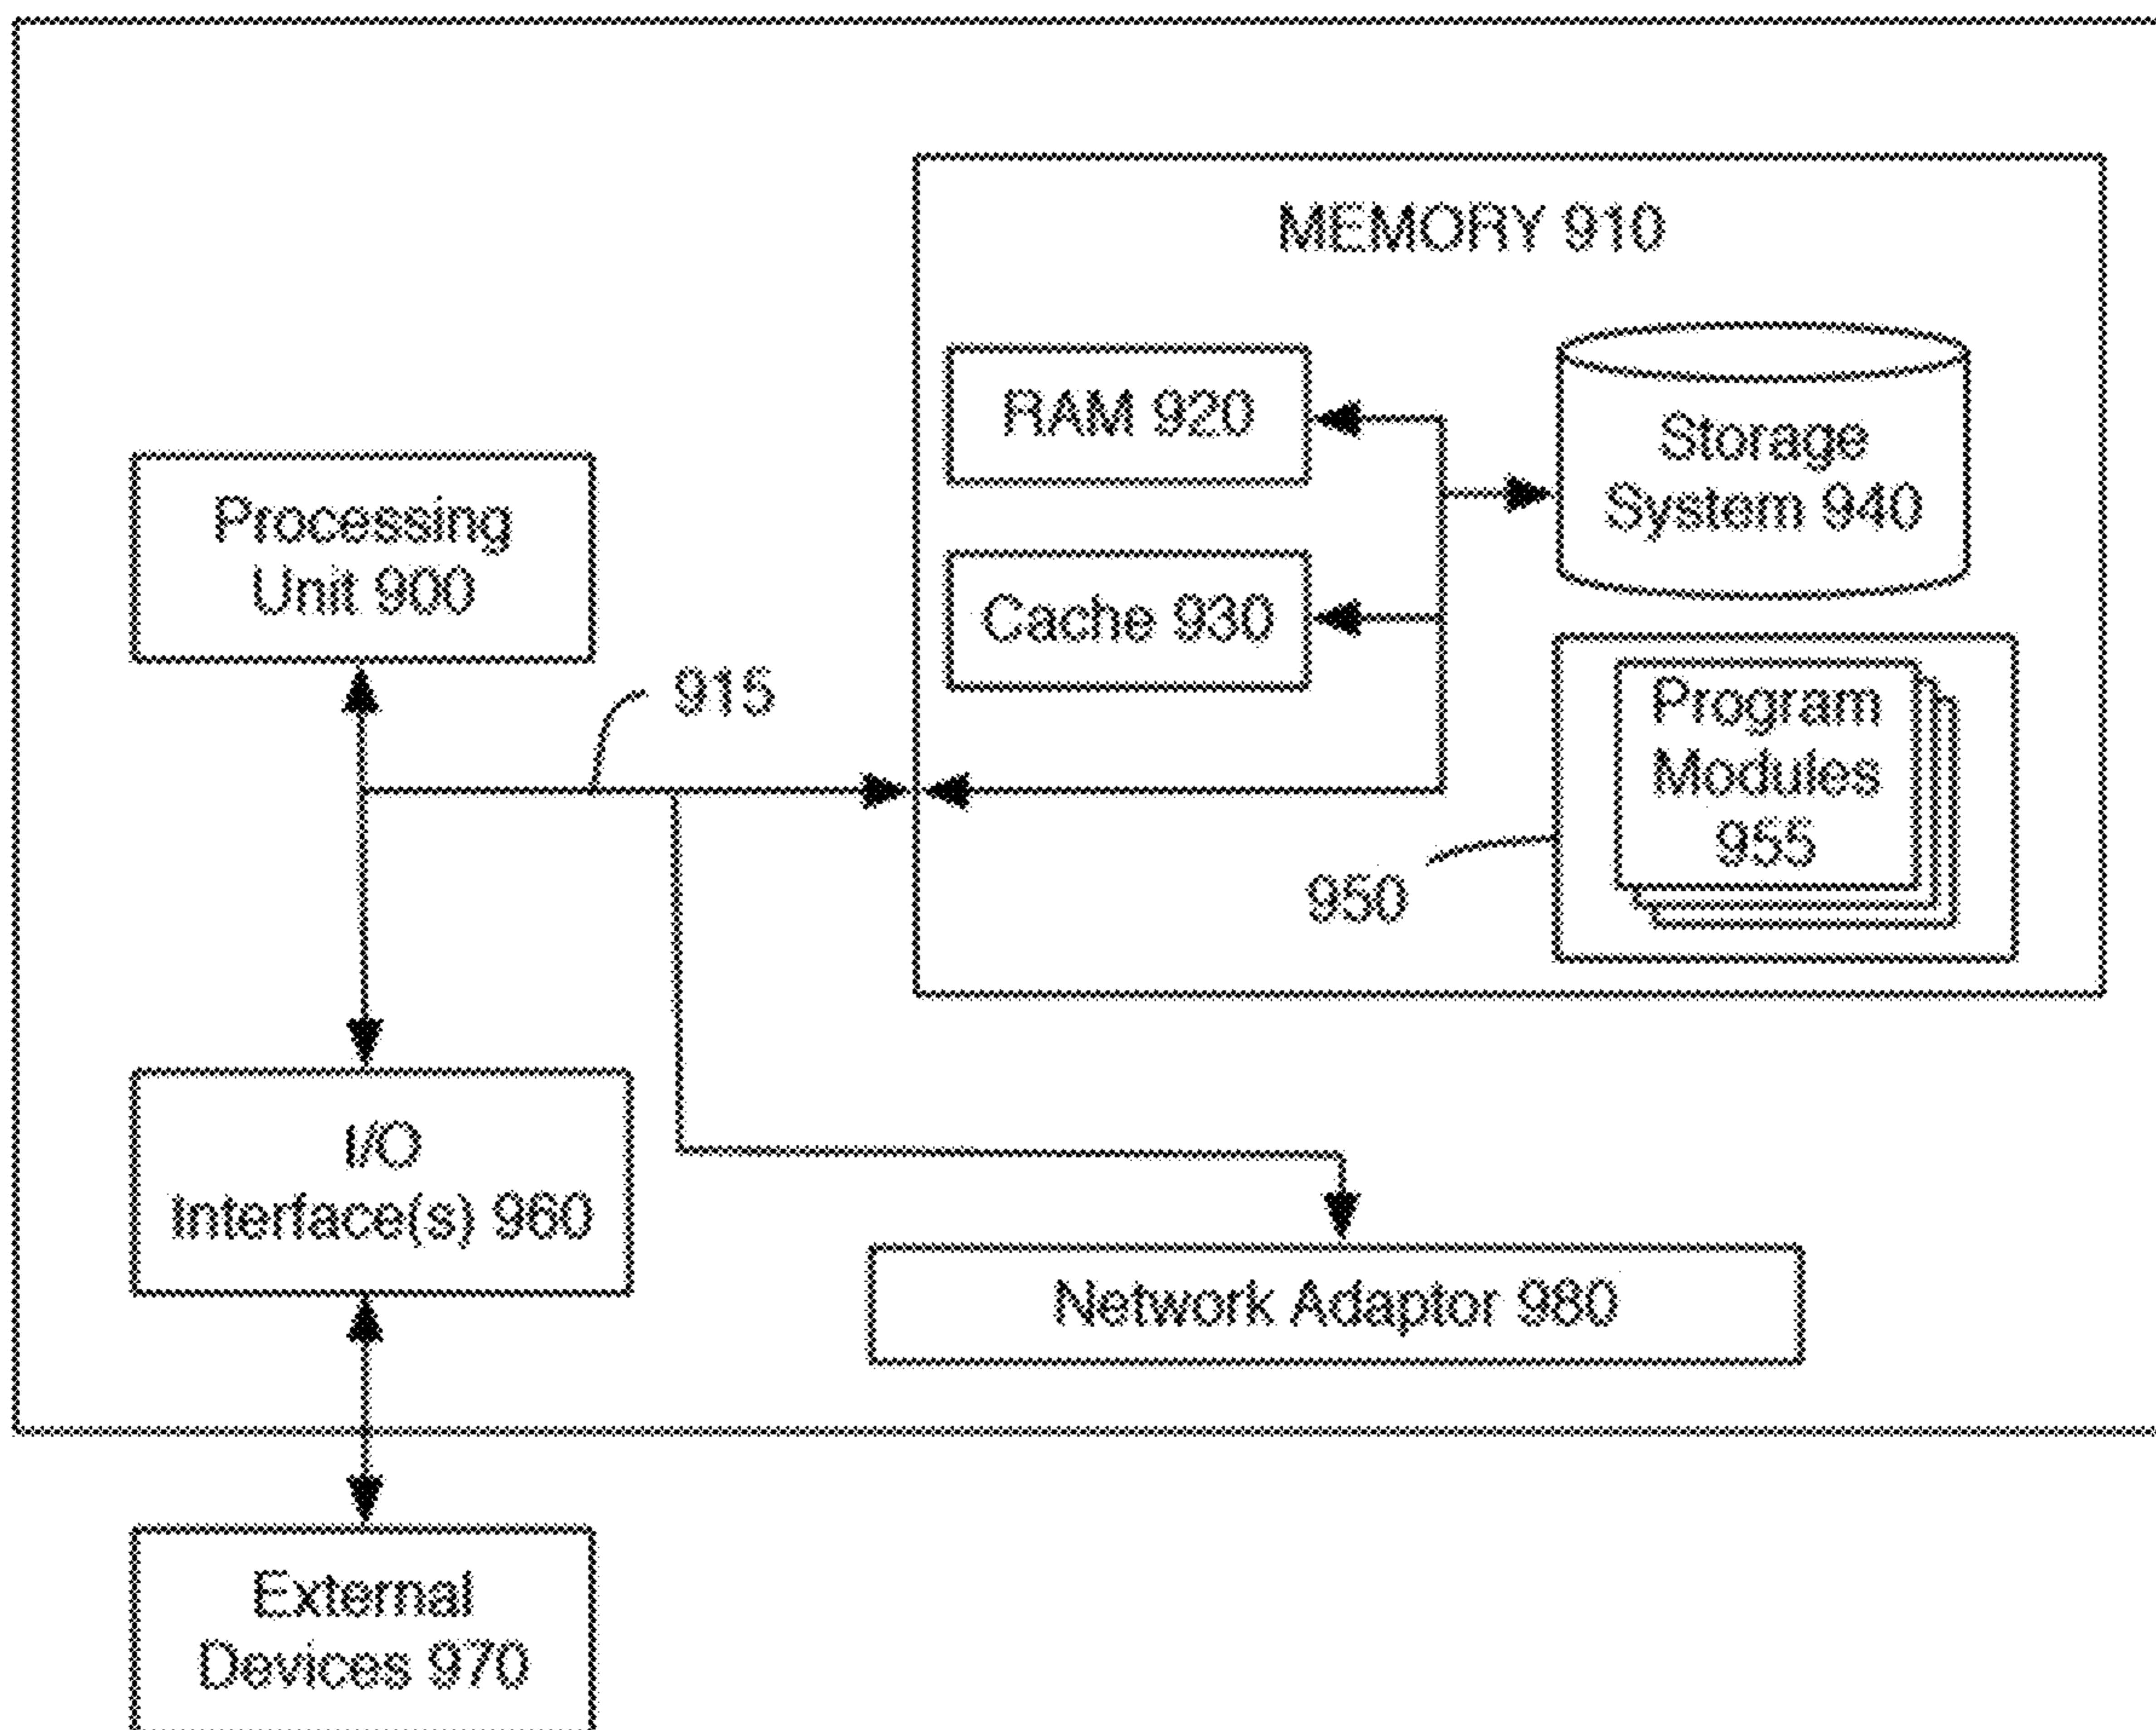 MEMORY 910
RAM 920
Storage
System 940
Processing
Unit 900
Cache 930
915
Program
Modules
955
950
I/O
Interface(s) 960
Network Adaptor 980
External
Devices 970